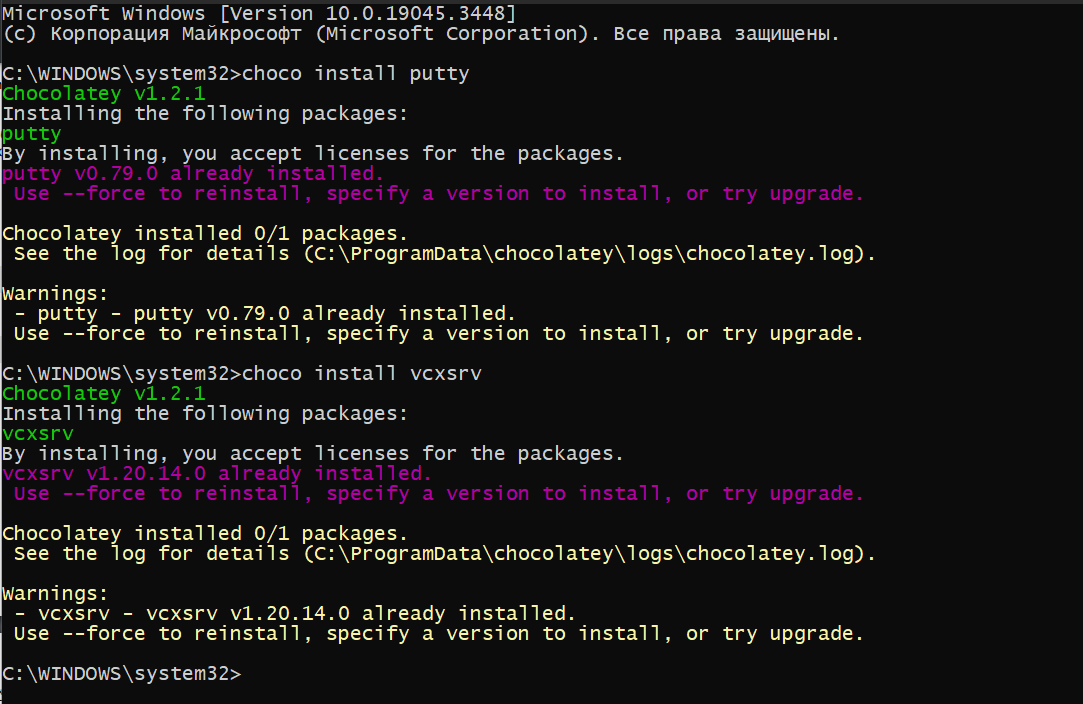 Microsoft Windows [Version 10.0.19045.3448]
(c) Корпорация Майкрософт (Microsoft Corporation). Все права защищены.
C:\WINDOWS\system32>choco install putty
Chocolatey v1.2.1
Installing the following packages:
putty
By installing, you accept licenses for the packages.
putty v0.79.0 already installed.
Use --force to reinstall, specify a version to install, or try upgrade.
Chocolatey installed 0/1 packages.
See the log for details (C:\ProgramData\chocolatey\logs\chocolatey.log).
Warnings:
- putty - putty v0.79.0 already installed.
Use --force to reinstall, specify a version to install, or try upgrade.
C:\WINDOWS\system32>choco install vcxsrv
Chocolatey v1.2.1
Installing the following packages:
vcxsrv
By installing, you accept licenses for the packages.
vcxsrv v1.20.14.0 already installed.
Use --force to reinstall, specify a version to install, or try upgrade.
Chocolatey installed 0/1 packages.
See the log for details (C:\ProgramData\chocolatey\logs\chocolatey.log).
Warnings:
- vcxsrv - vcxsrv v1.20.14.0 already installed.
Use --force to reinstall, specify a version to install, or try upgrade.
C:\WINDOWS\system32>